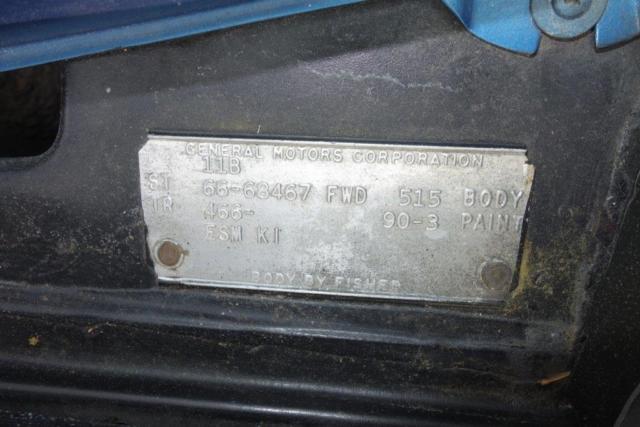 GENERAL MOTORS CORPORATION
11B
ST 66-68467 FWD 515 BODY
TR 466- 90-3 PAINT
ESM KI
BODY BY FISHER